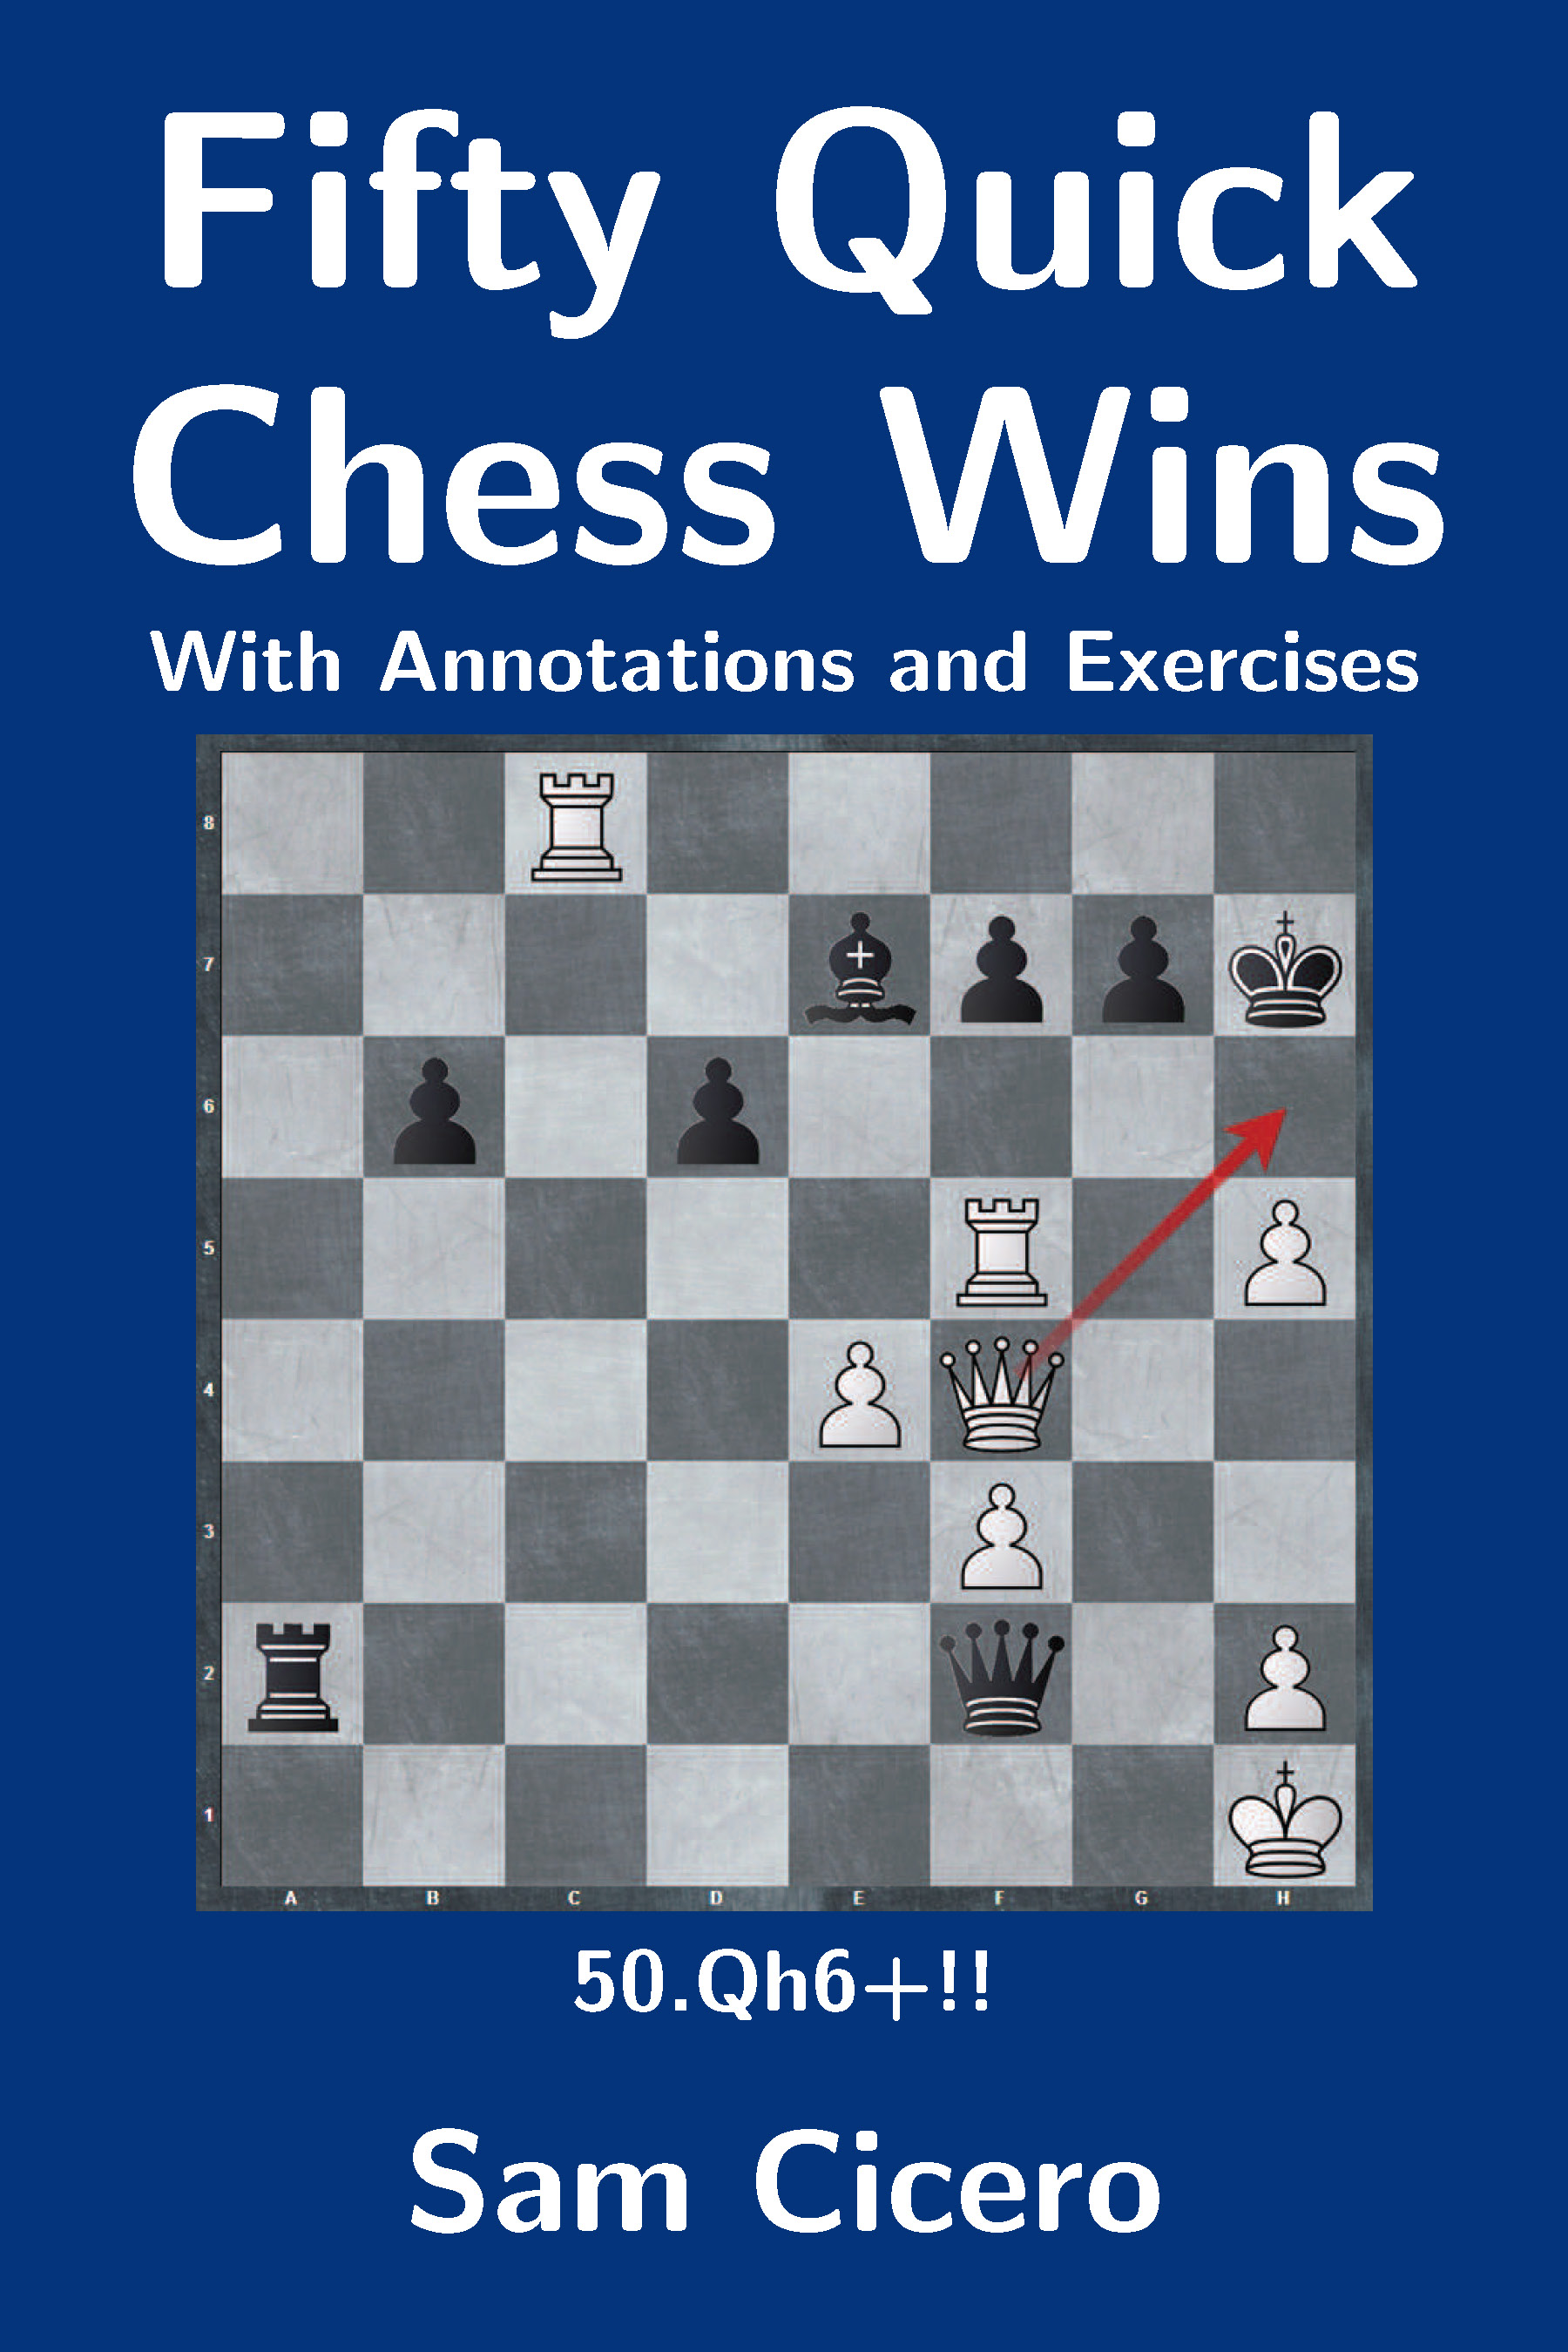 Fifty Quick
Chess Wins
With Annotations and Exercises
8
7
6
5
4
3
2
1
A B C D E F G H
50.Qh6+!!
Sam Cicero